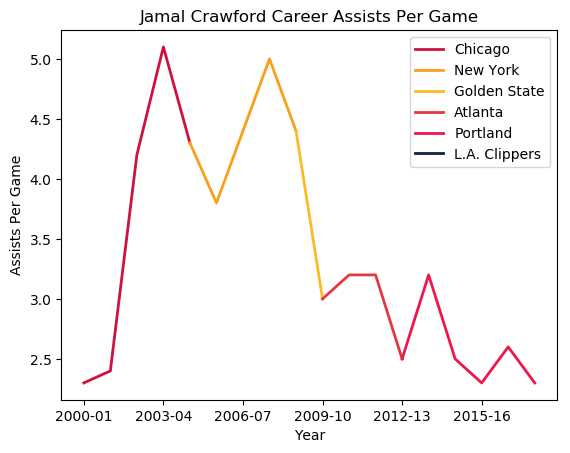 Jamal Crawford Career Assists Per Game
Chicago
New York
Golden State
Atlanta
Portland
L.A. Clippers
Assists Per Game
5.0
4.5
4.0
3.5
3.0
2.5
2000-01 2003-04 2006-07 2009-10 2012-13 2015-16
Year